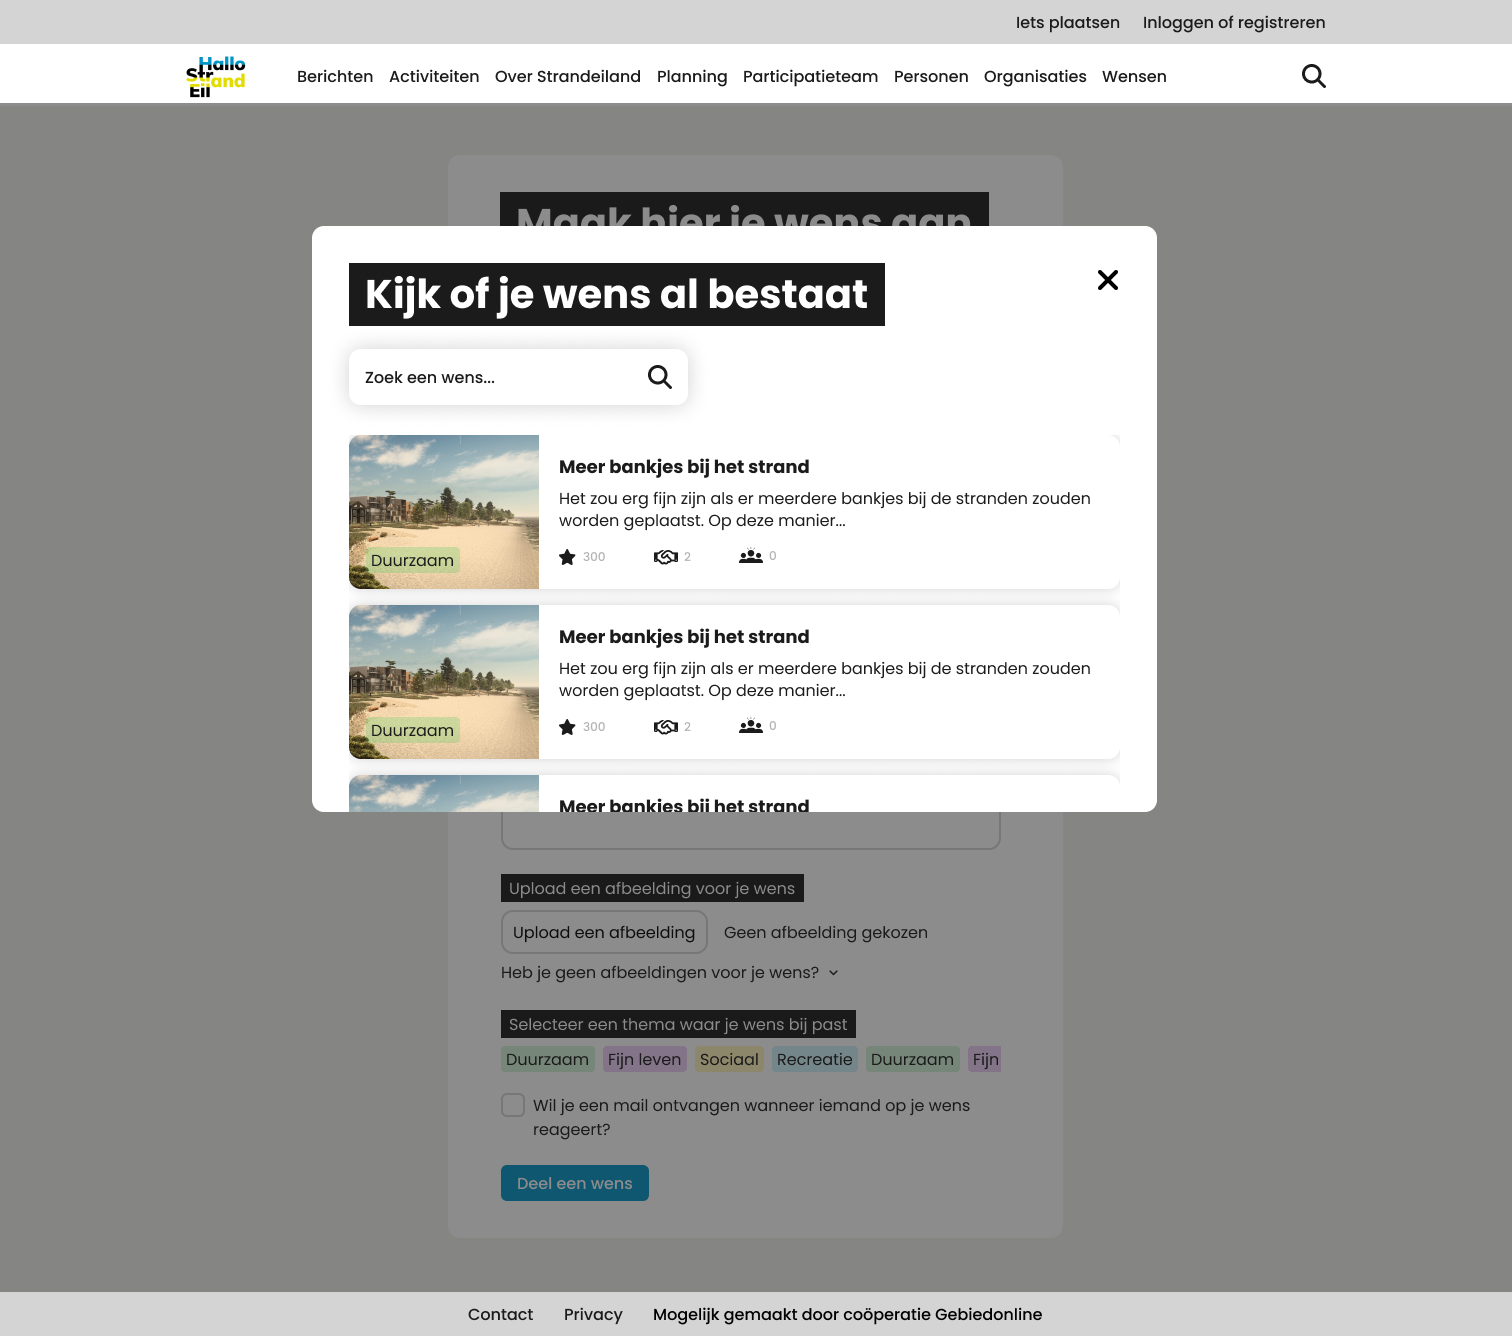 Iets plaatsen Inloggen of registreren
Hallo
Strand
Eil
Berichten Activiteiten Over Strandeiland Planning Participatieteam Personen Organisaties Wensen
Maak hier je wens aan
Kijk of je wens al bestaat
Zoek een wens...
Meer bankjes bij het strand
Het zou erg fijn zijn als er meerdere bankjes bij de stranden zouden
worden geplaatst. Op deze manier...
Duurzaam
300 2 0
Meer bankjes bij het strand
Het zou erg fijn zijn als er meerdere bankjes bij de stranden zouden
worden geplaatst. Op deze manier...
Duurzaam
300 2 0
Meer bankjes bij het strand
Upload een afbeelding voor je wens
Upload een afbeelding Geen afbeelding gekozen
Heb je geen afbeeldingen voor je wens?
Selecteer een thema waar je wens bij past
Duurzaam Fijn leven Sociaal Recreatie Duurzaam Fijn
Wil je een mail ontvangen wanneer iemand op je wens
reageert?
Deel een wens
Contact Privacy Mogelijk gemaakt door coöperatie Gebiedonline